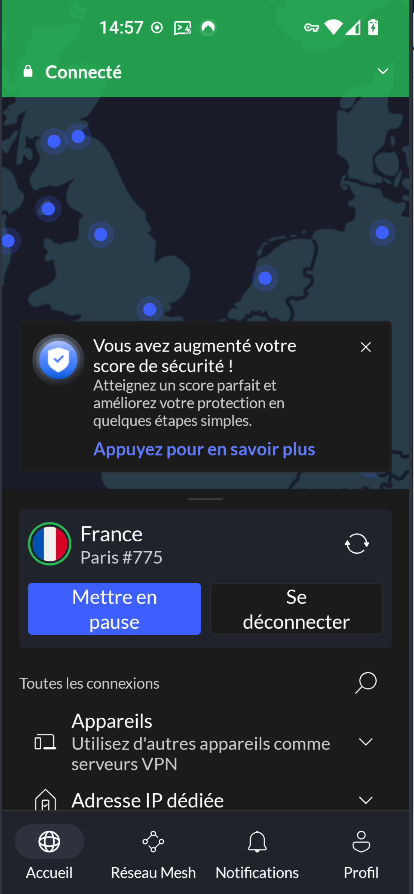 14:57
Connecté
Vous avez augmenté votre
score de sécurité !
Atteignez un score parfait et
améliorez votre protection en
quelques étapes simples.
Appuyez pour en savoir plus
France
Paris #775
Mettre en
pause
Se
déconnecter
Toutes les connexions
Appareils
Utilisez d'autres appareils comme
serveurs VPN
Adresse IP dédiée
Accueil
Réseau Mesh
Notifications
Profil